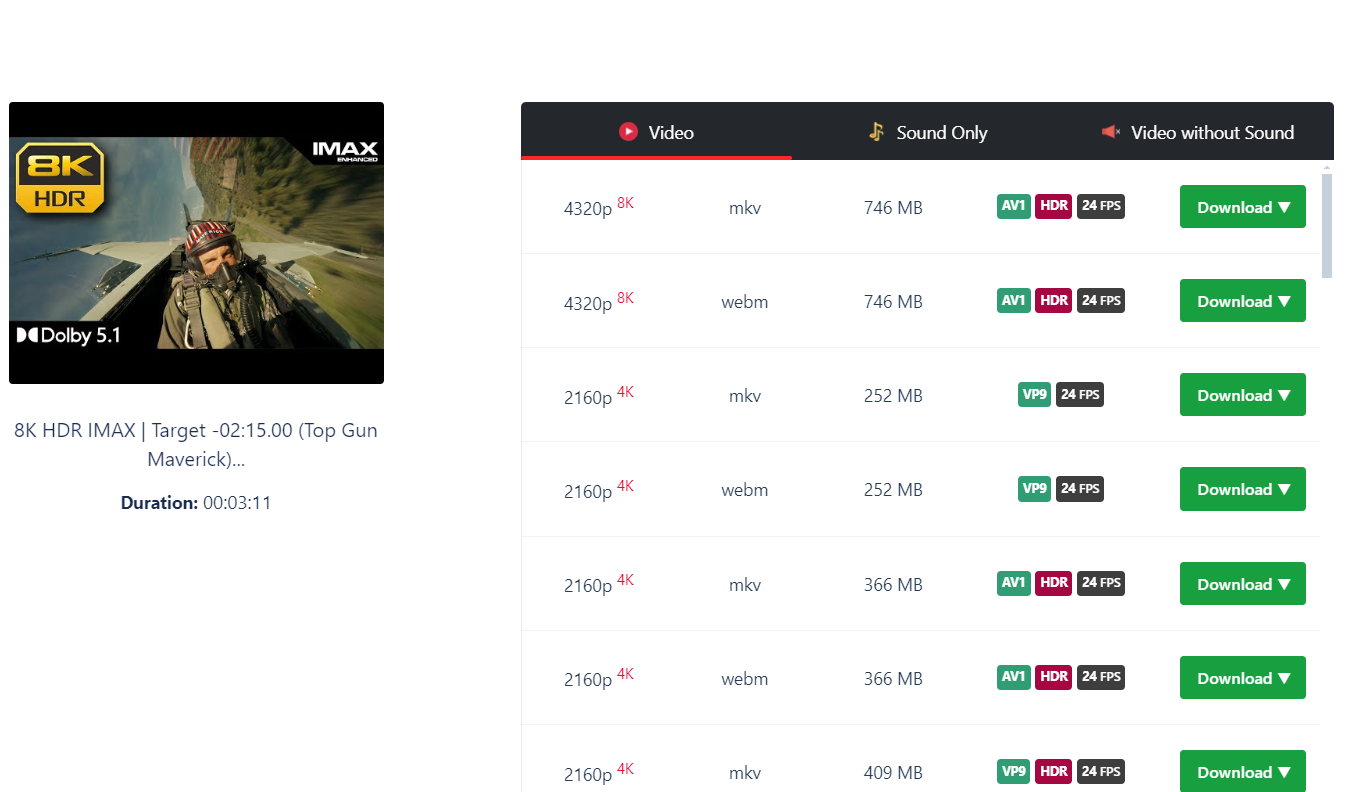 8K
HDR
IMAX
ENHANCED
Dolby 5.1
8K HDR IMAX | Target -02:15.00 (Top Gun
Maverick)...
Duration: 00:03:11
Video Sound Only Video without Sound
4320p 8K mkv 746 MB AV1 HDR 24 FPS Download ▼
4320p 8K webm 746 MB AV1 HDR 24 FPS Download ▼
2160p 4K mkv 252 MB VP9 24 FPS Download ▼
2160p 4K webm 252 MB VP9 24 FPS Download ▼
2160p 4K mkv 366 MB AV1 HDR 24 FPS Download ▼
2160p 4K webm 366 MB AV1 HDR 24 FPS Download ▼
2160p 4K mkv 409 MB VP9 HDR 24 FPS Download ▼